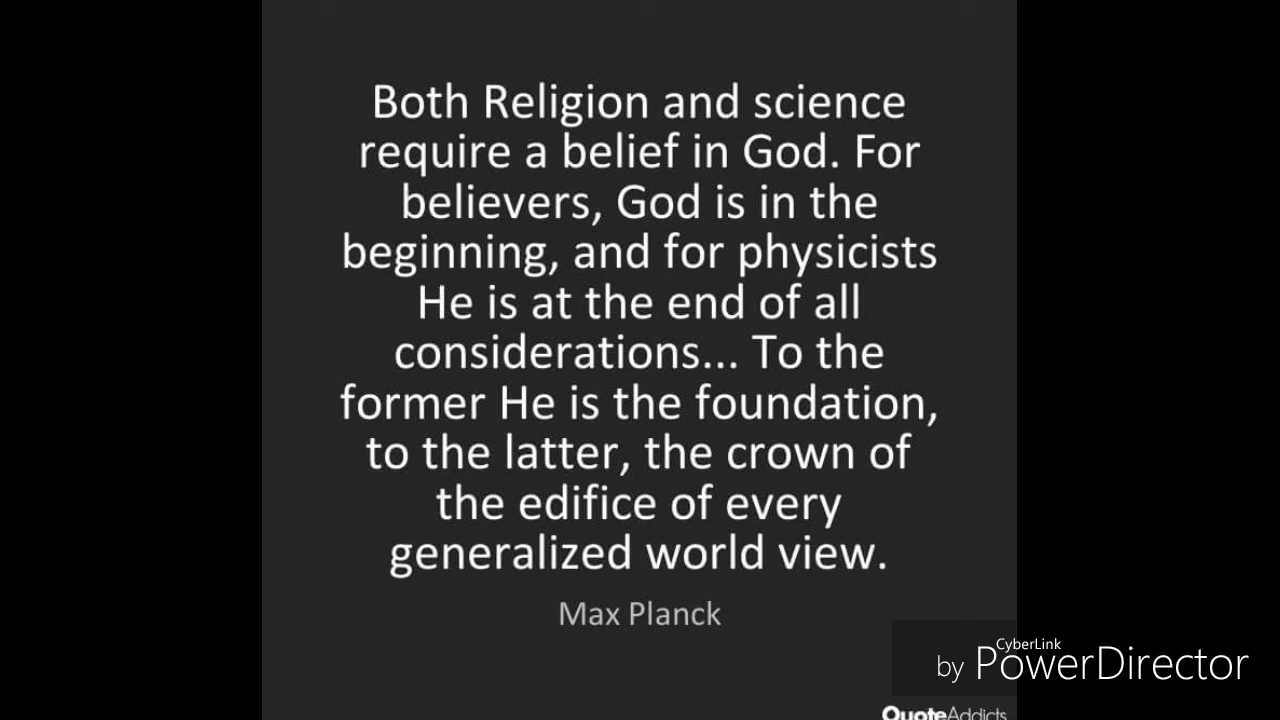 Both Religion and science
require a belief in God. For
believers, God is in the
beginning, and for physicists
He is at the end of all
considerations... To the
former He is the foundation,
to the latter, the crown of
the edifice of every
generalized world view.
Max Planck
CyberLink
by PowerDirector
QuoteAddicts